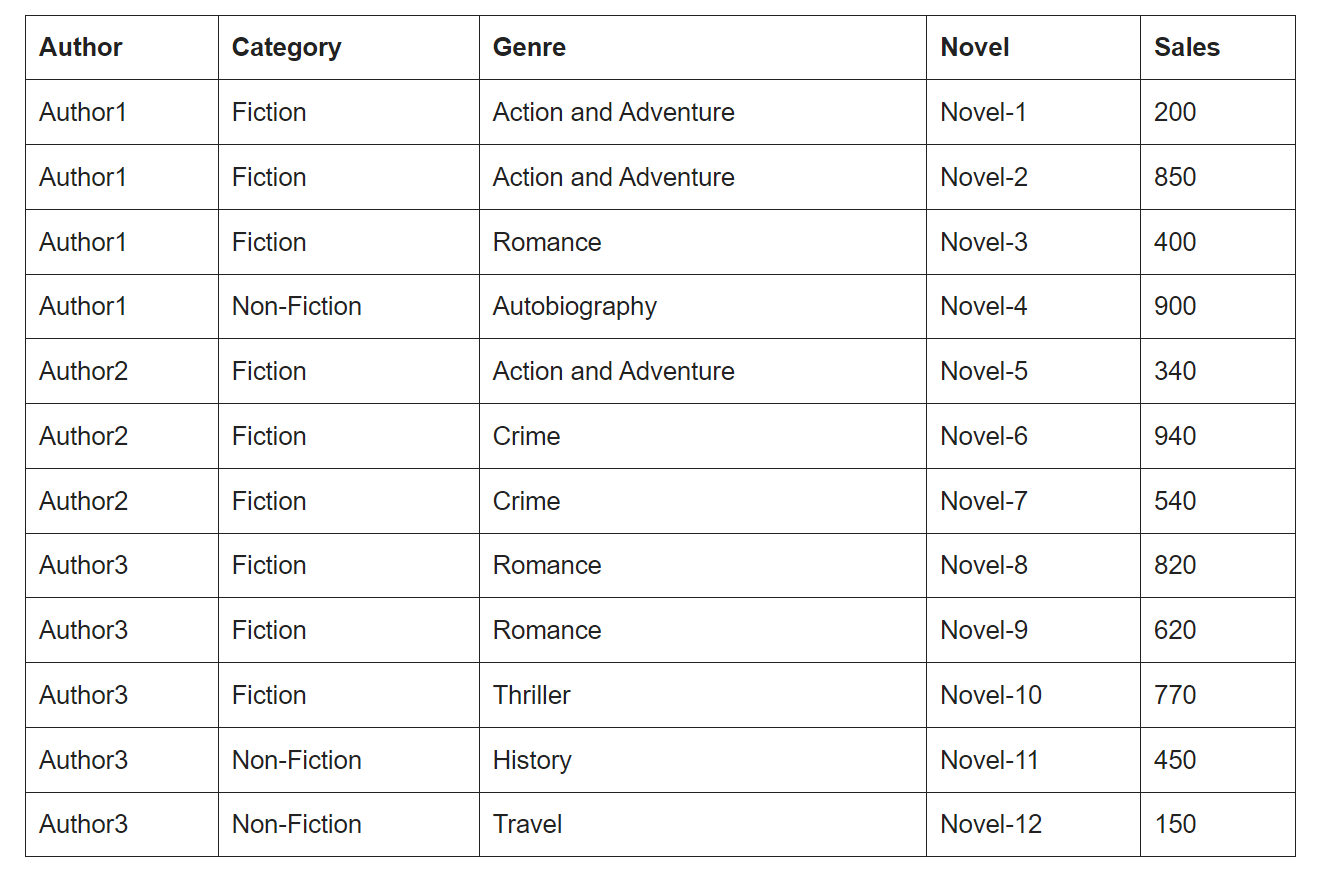 Author Category Genre Novel Sales
Author1 Fiction Action and Adventure Novel-1 200
Author1 Fiction Action and Adventure Novel-2 850
Author1 Fiction Romance Novel-3 400
Author1 Non-Fiction Autobiography Novel-4 900
Author2 Fiction Action and Adventure Novel-5 340
Author2 Fiction Crime Novel-6 940
Author2 Fiction Crime Novel-7 540
Author3 Fiction Romance Novel-8 820
Author3 Fiction Romance Novel-9 620
Author3 Fiction Thriller Novel-10 770
Author3 Non-Fiction History Novel-11 450
Author3 Non-Fiction Travel Novel-12 150